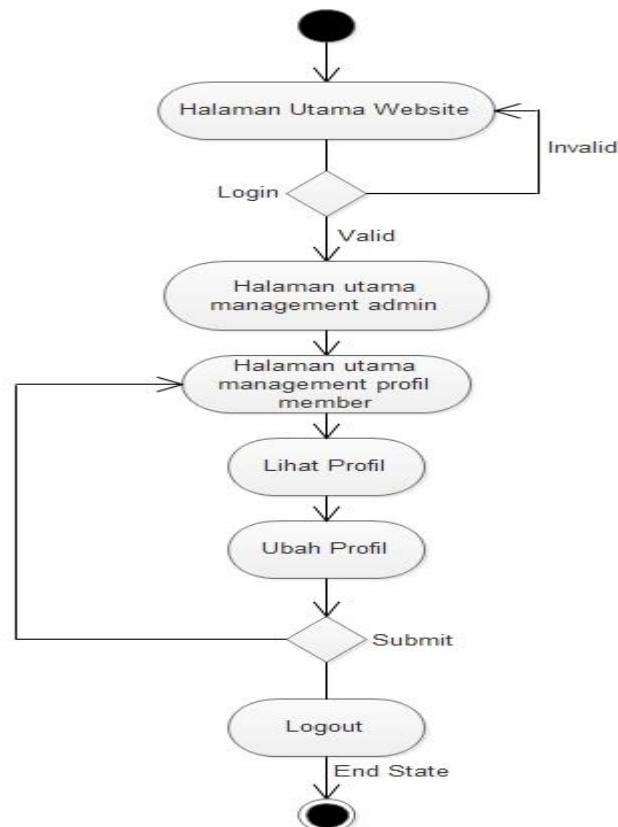 Halaman Utama Website
Invalid
Login
Valid
Halaman utama
management admin
Halaman utama
management profil
member
Lihat Profil
Ubah Profil
Submit
Logout
End State